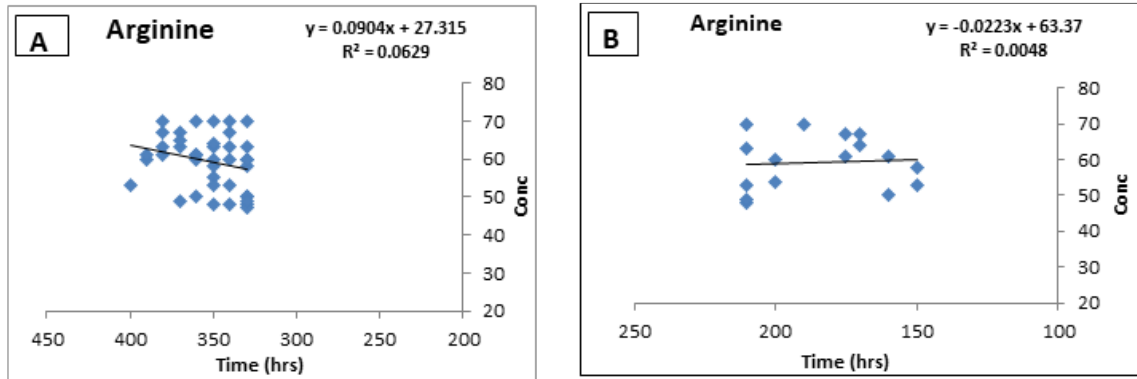 A
Arginine
y = 0.0904x + 27.315
R² = 0.0629
80
70
60
50
40
30
20
Conc
450 400 350 300 250 200
Time (hrs)
B
Arginine
y = -0.0223x + 63.37
R² = 0.0048
80
70
60
50
40
30
20
Conc
250 200 150 100
Time (hrs)